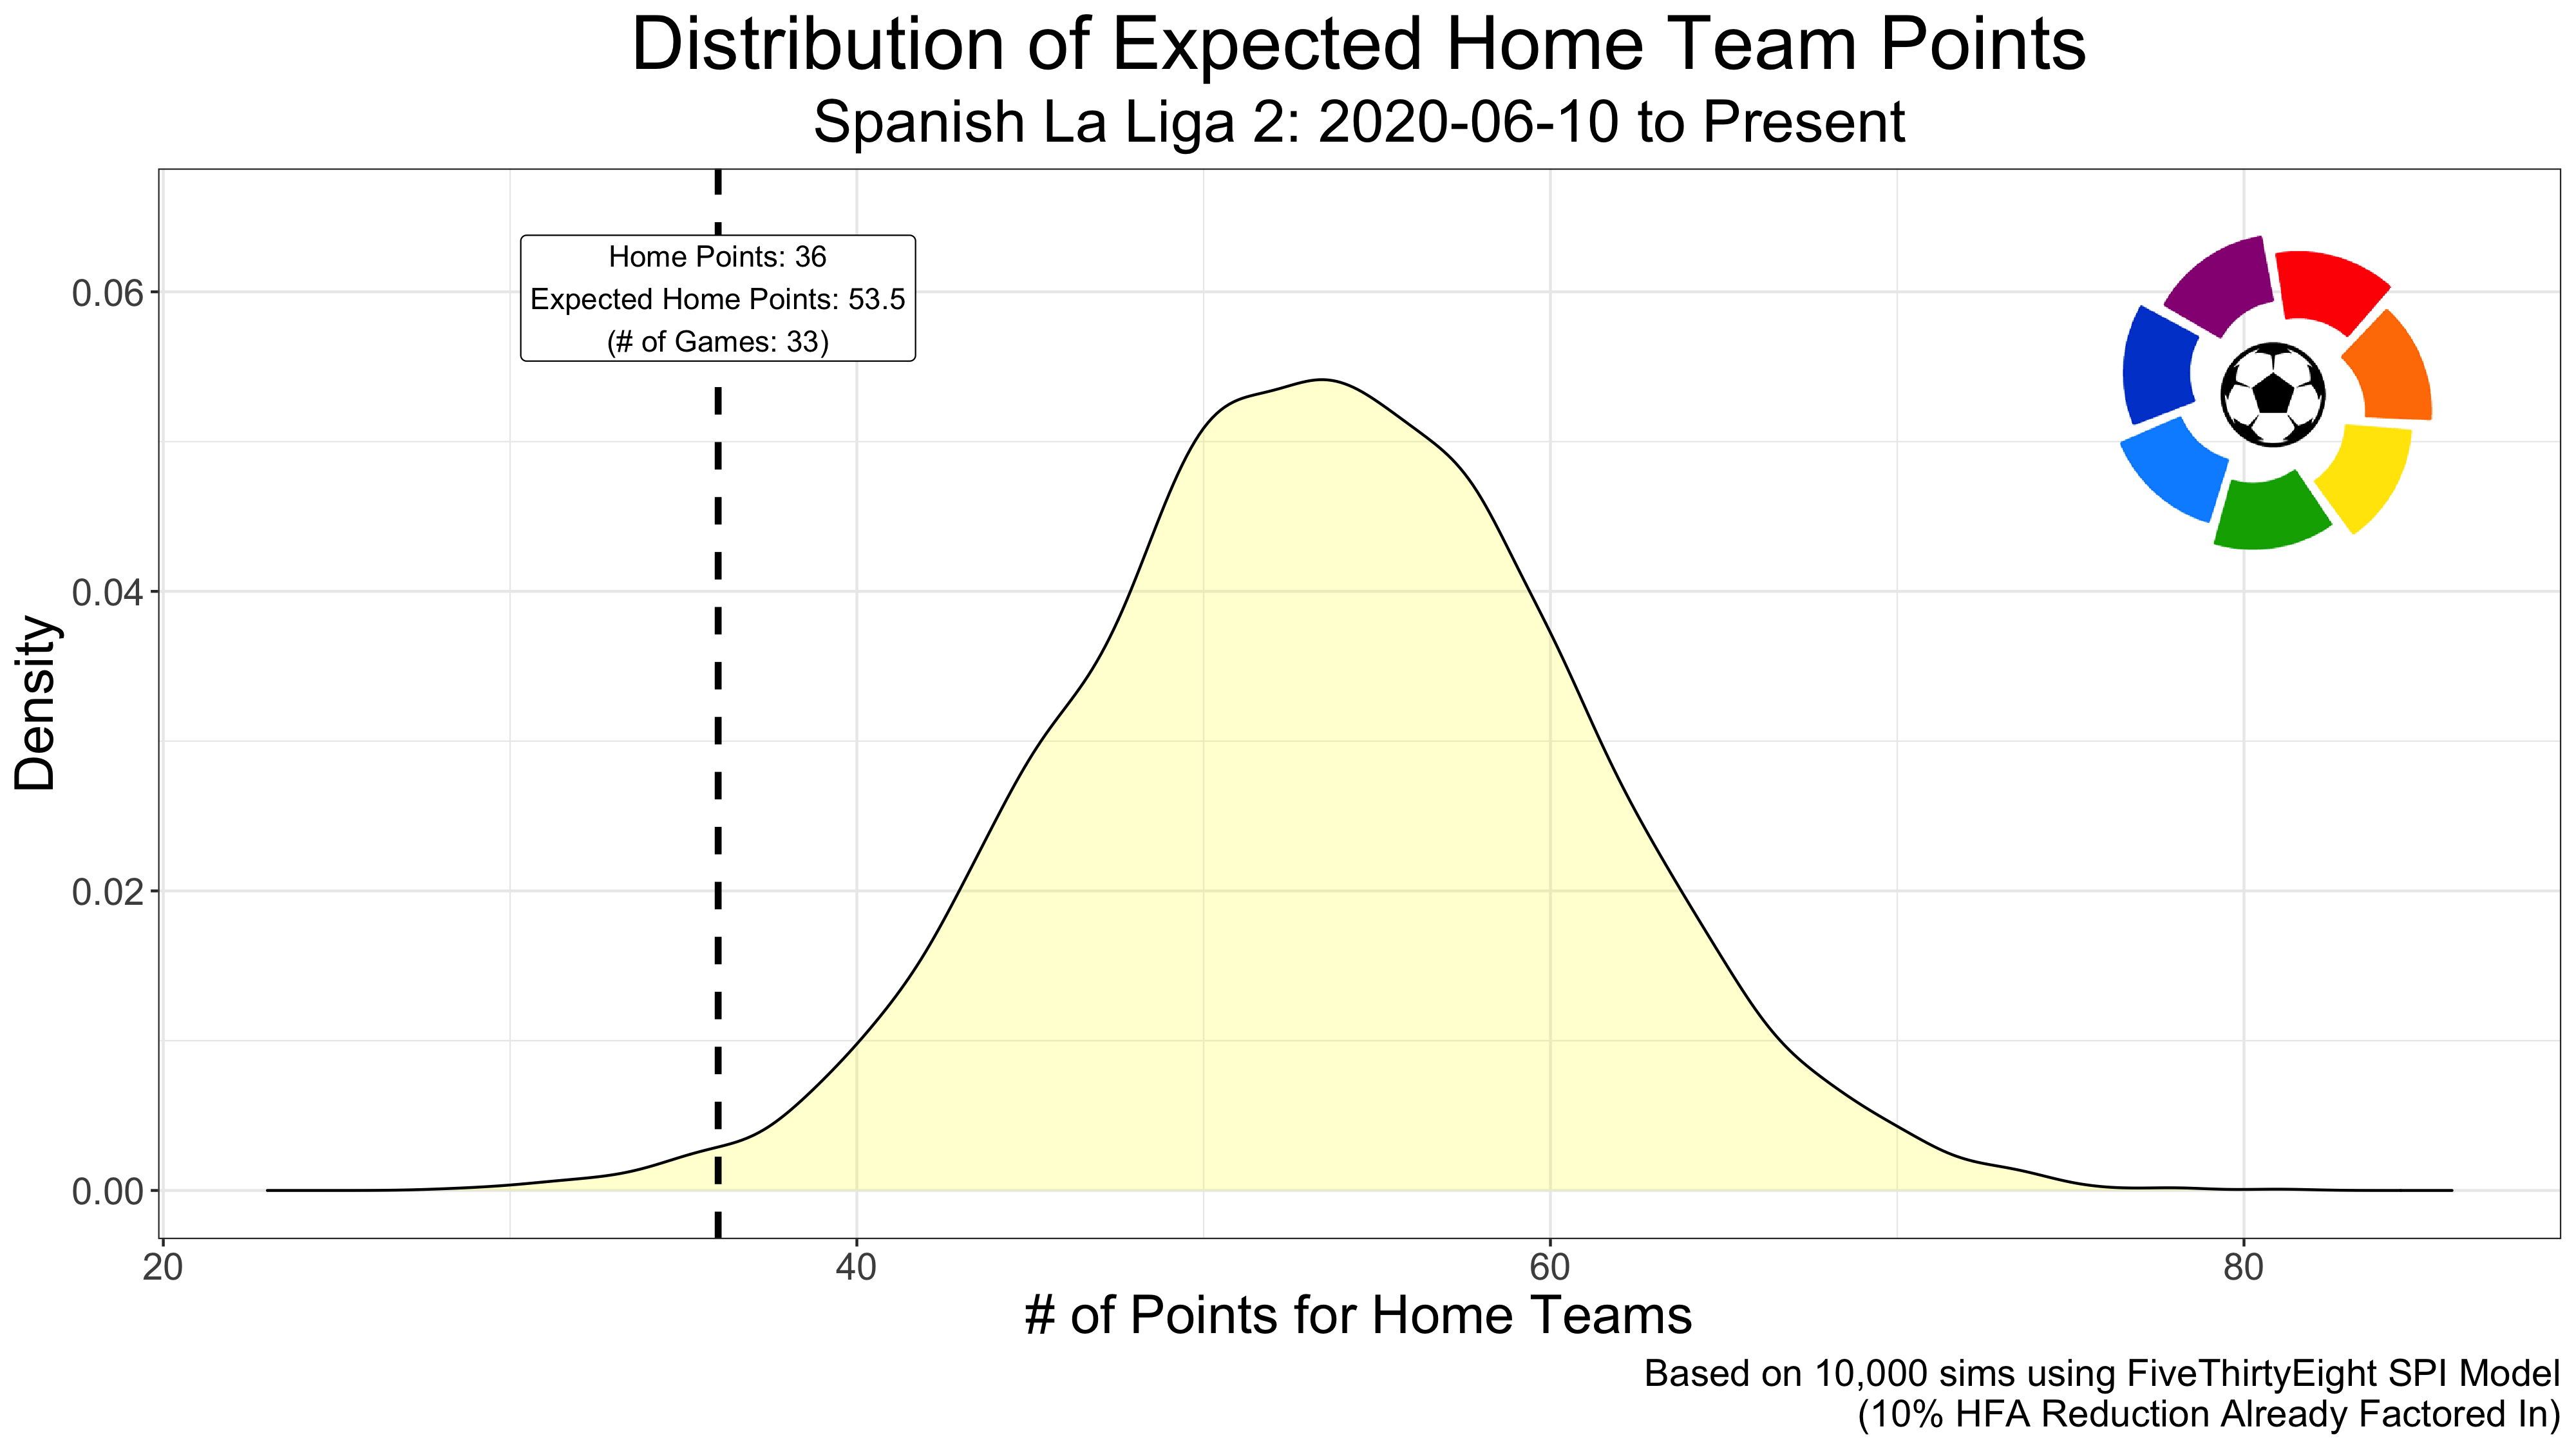 Distribution of Expected Home Team Points
Spanish La Liga 2: 2020-06-10 to Present
Home Points: 36
Expected Home Points: 53.5
(# of Games: 33)
0.06
0.04
0.02
0.00
Density
20 40 60 80
# of Points for Home Teams
Based on 10,000 sims using FiveThirtyEight SPI Model
(10% HFA Reduction Already Factored In)